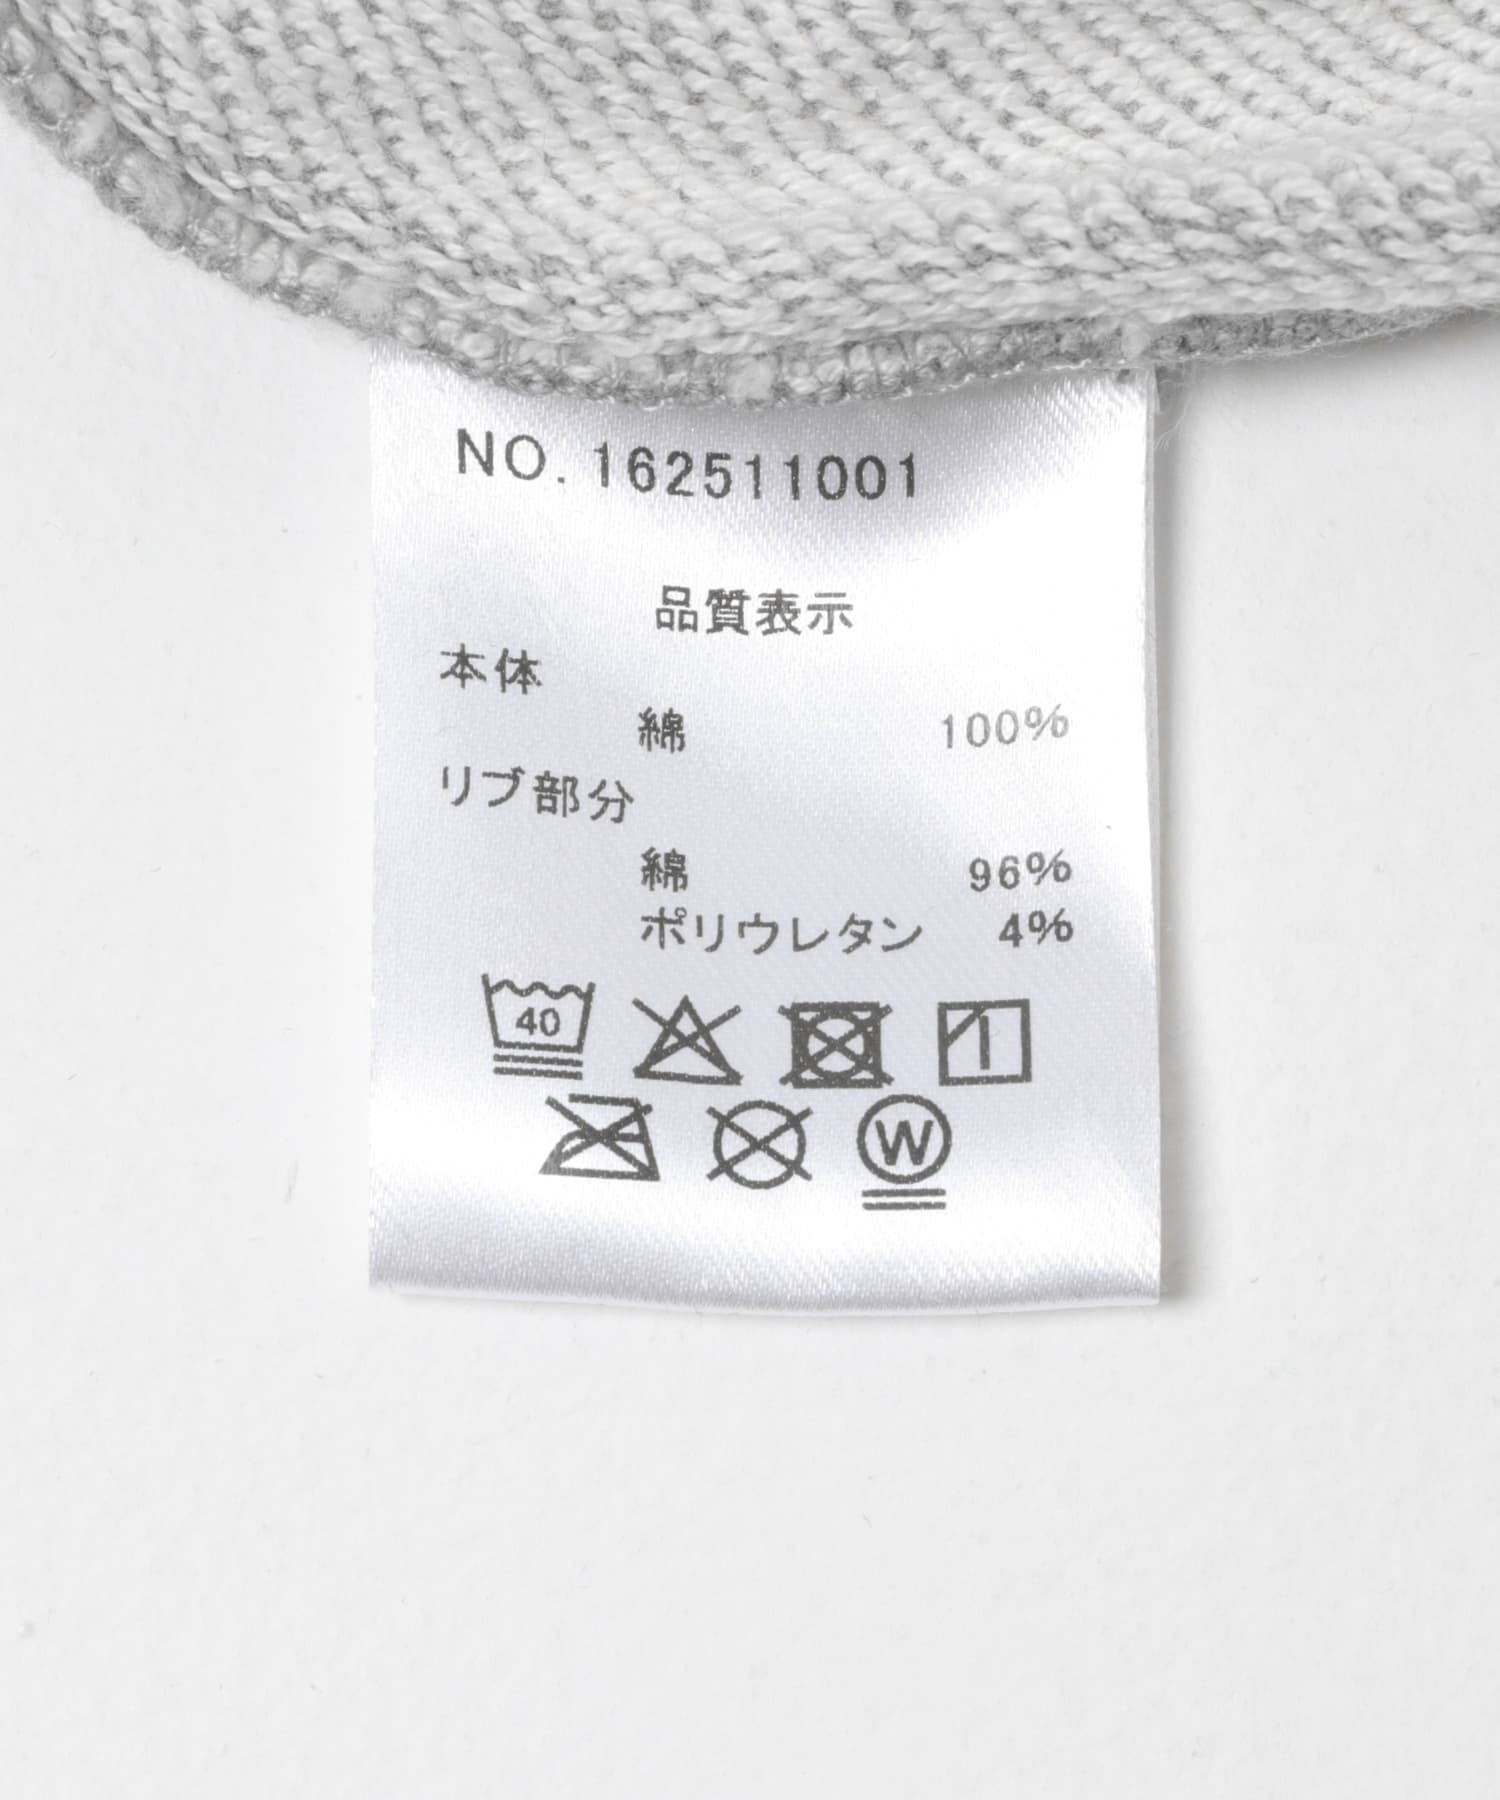 NO. 162511001
品質表示
本体
綿 100%
リブ部分
綿 96%
ポリウレタン 4%
40
W